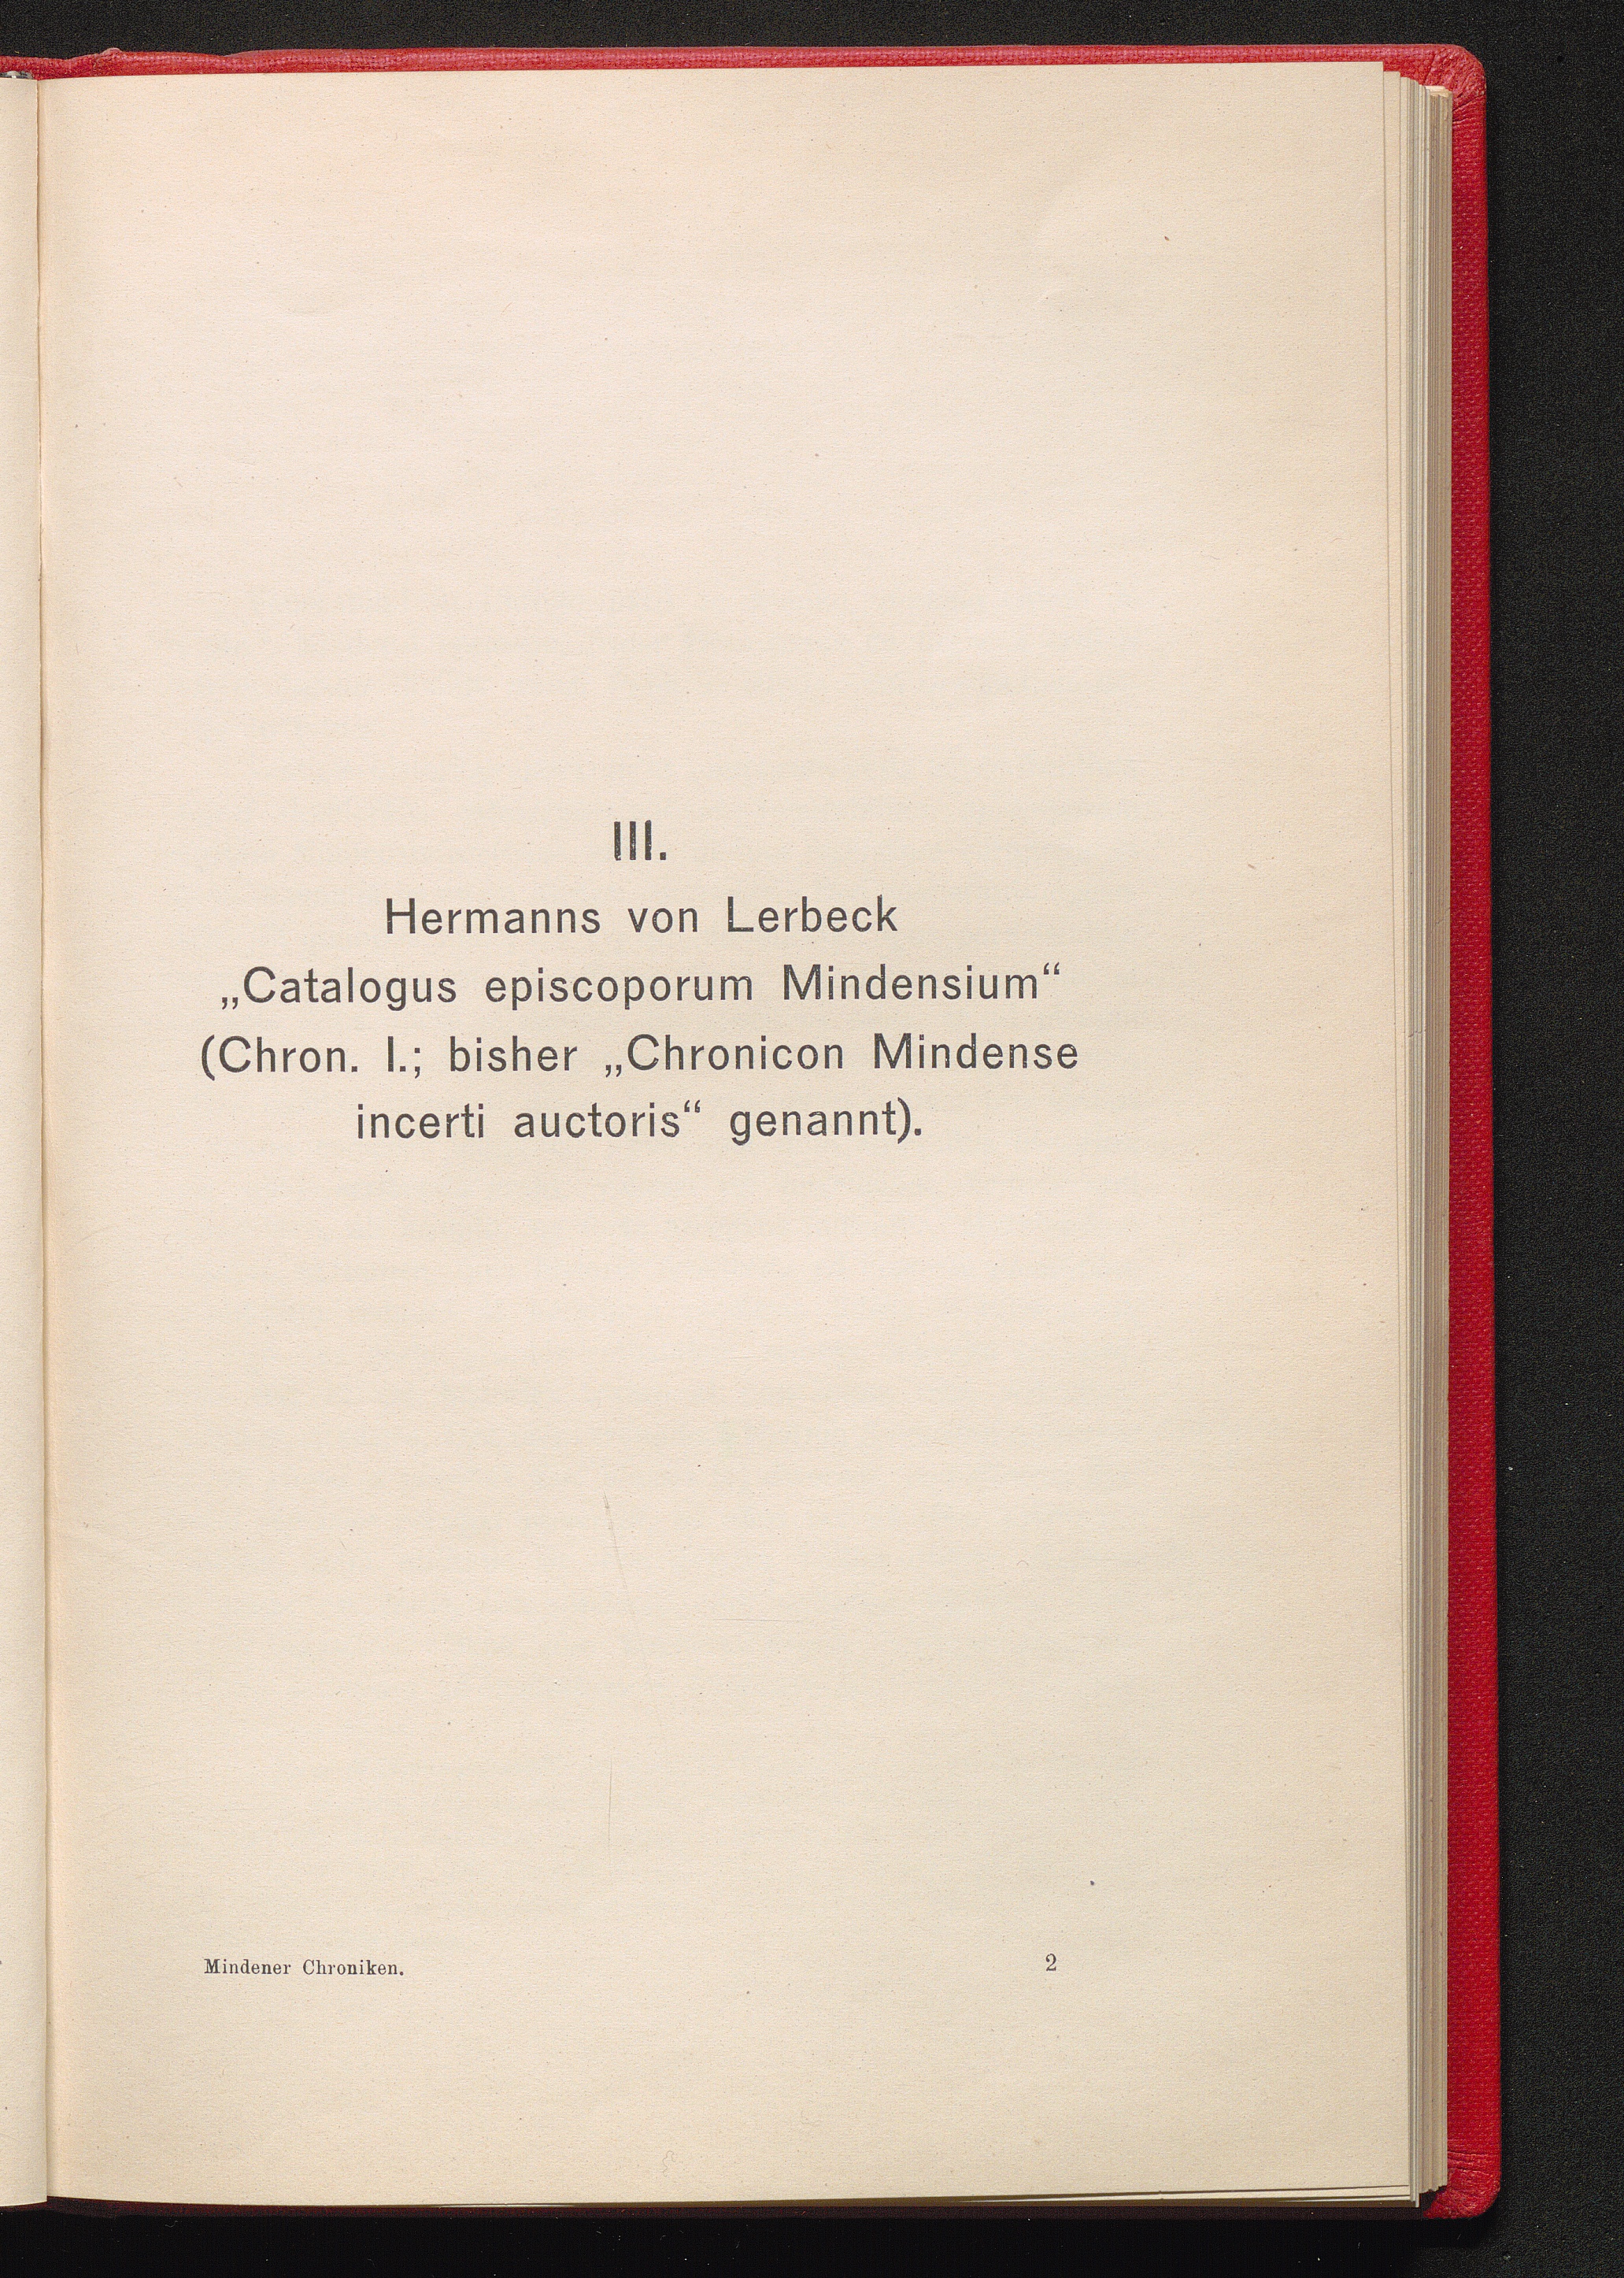 III.
Hermanns von Lerbeck
„Catalogus episcoporum Mindensium“
(Chron. I.; bisher „Chronicon Mindense
incerti auctoris“ genannt).
Mindener Chroniken. 2